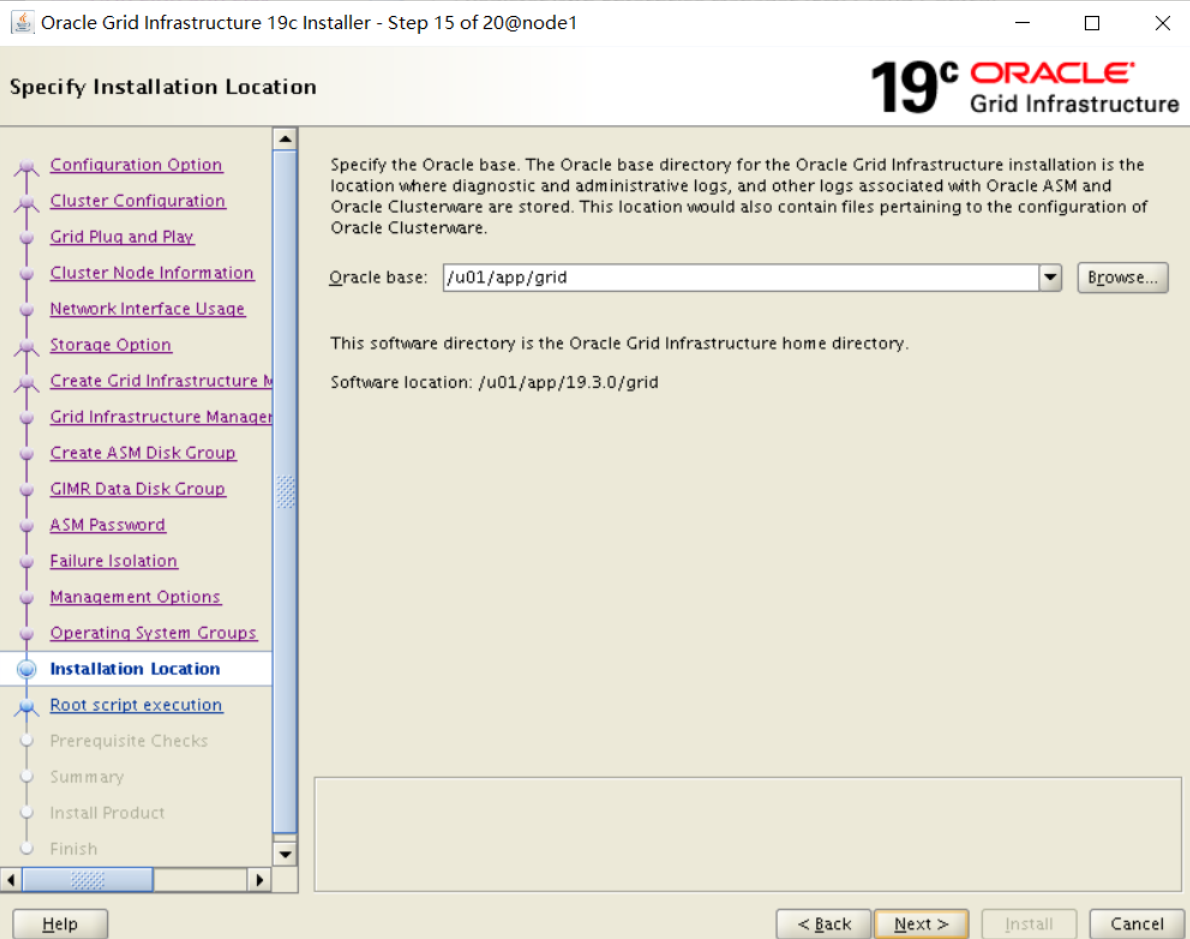 Oracle Grid Infrastructure 19c Installer - Step 15 of 20@node1
Specify Installation Location
19c ORACLE
Grid Infrastructure
Configuration Option
Cluster Configuration
Grid Plug and Play
Cluster Node Information
Network Interface Usage
Storage Option
Create Grid Infrastructure M
Grid Infrastructure Manager
Create ASM Disk Group
GIMR Data Disk Group
ASM Password
Failure Isolation
Management Options
Operating System Groups
Installation Location
Root script execution
Prerequisite Checks
Summary
Install Product
Finish
Specify the Oracle base. The Oracle base directory for the Oracle Grid Infrastructure installation is the
location where diagnostic and administrative logs, and other logs associated with Oracle ASM and
Oracle Clusterware are stored. This location would also contain files pertaining to the configuration of
Oracle Clusterware.
Oracle base: /u01/app/grid Browse...
This software directory is the Oracle Grid Infrastructure home directory.
Software location: /u01/app/19.3.0/grid
Help < Back Next > Install Cancel